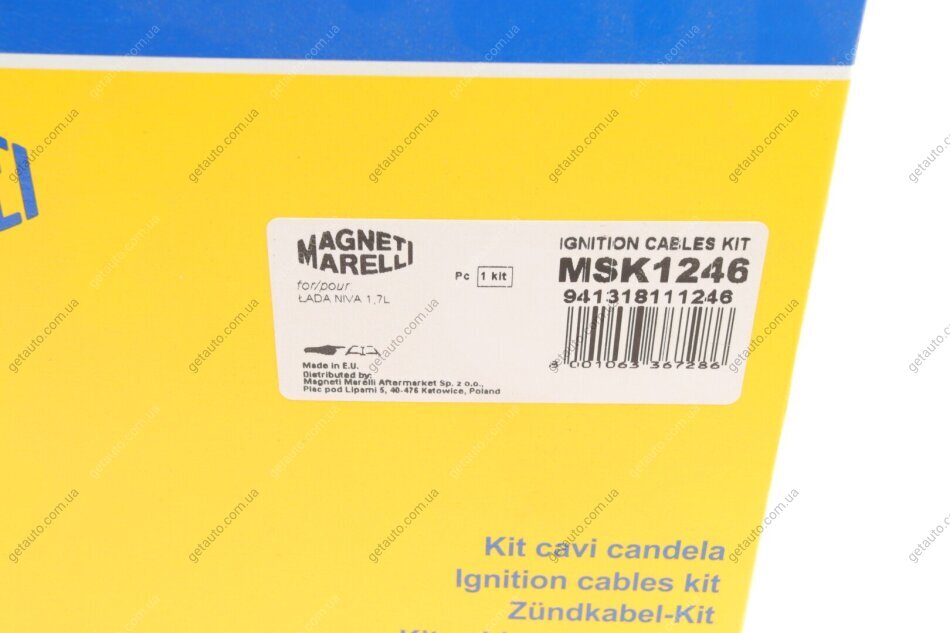 MAGNETI
MARELLI
for/pour
ŁADA NIVA 1,7L
Pc 1 kit
IGNITION CABLES KIT
MSK1246
941318111246
001063 367286
Made in E.U.
Distributed by:
Magneti Marelli Aftermarket Sp. z o.o.,
Plac pod Lipami 5, 40-476 Katowice, Poland
Kit cavi candela
Ignition cables kit
Zündkabel-Kit
getauto.com.ua